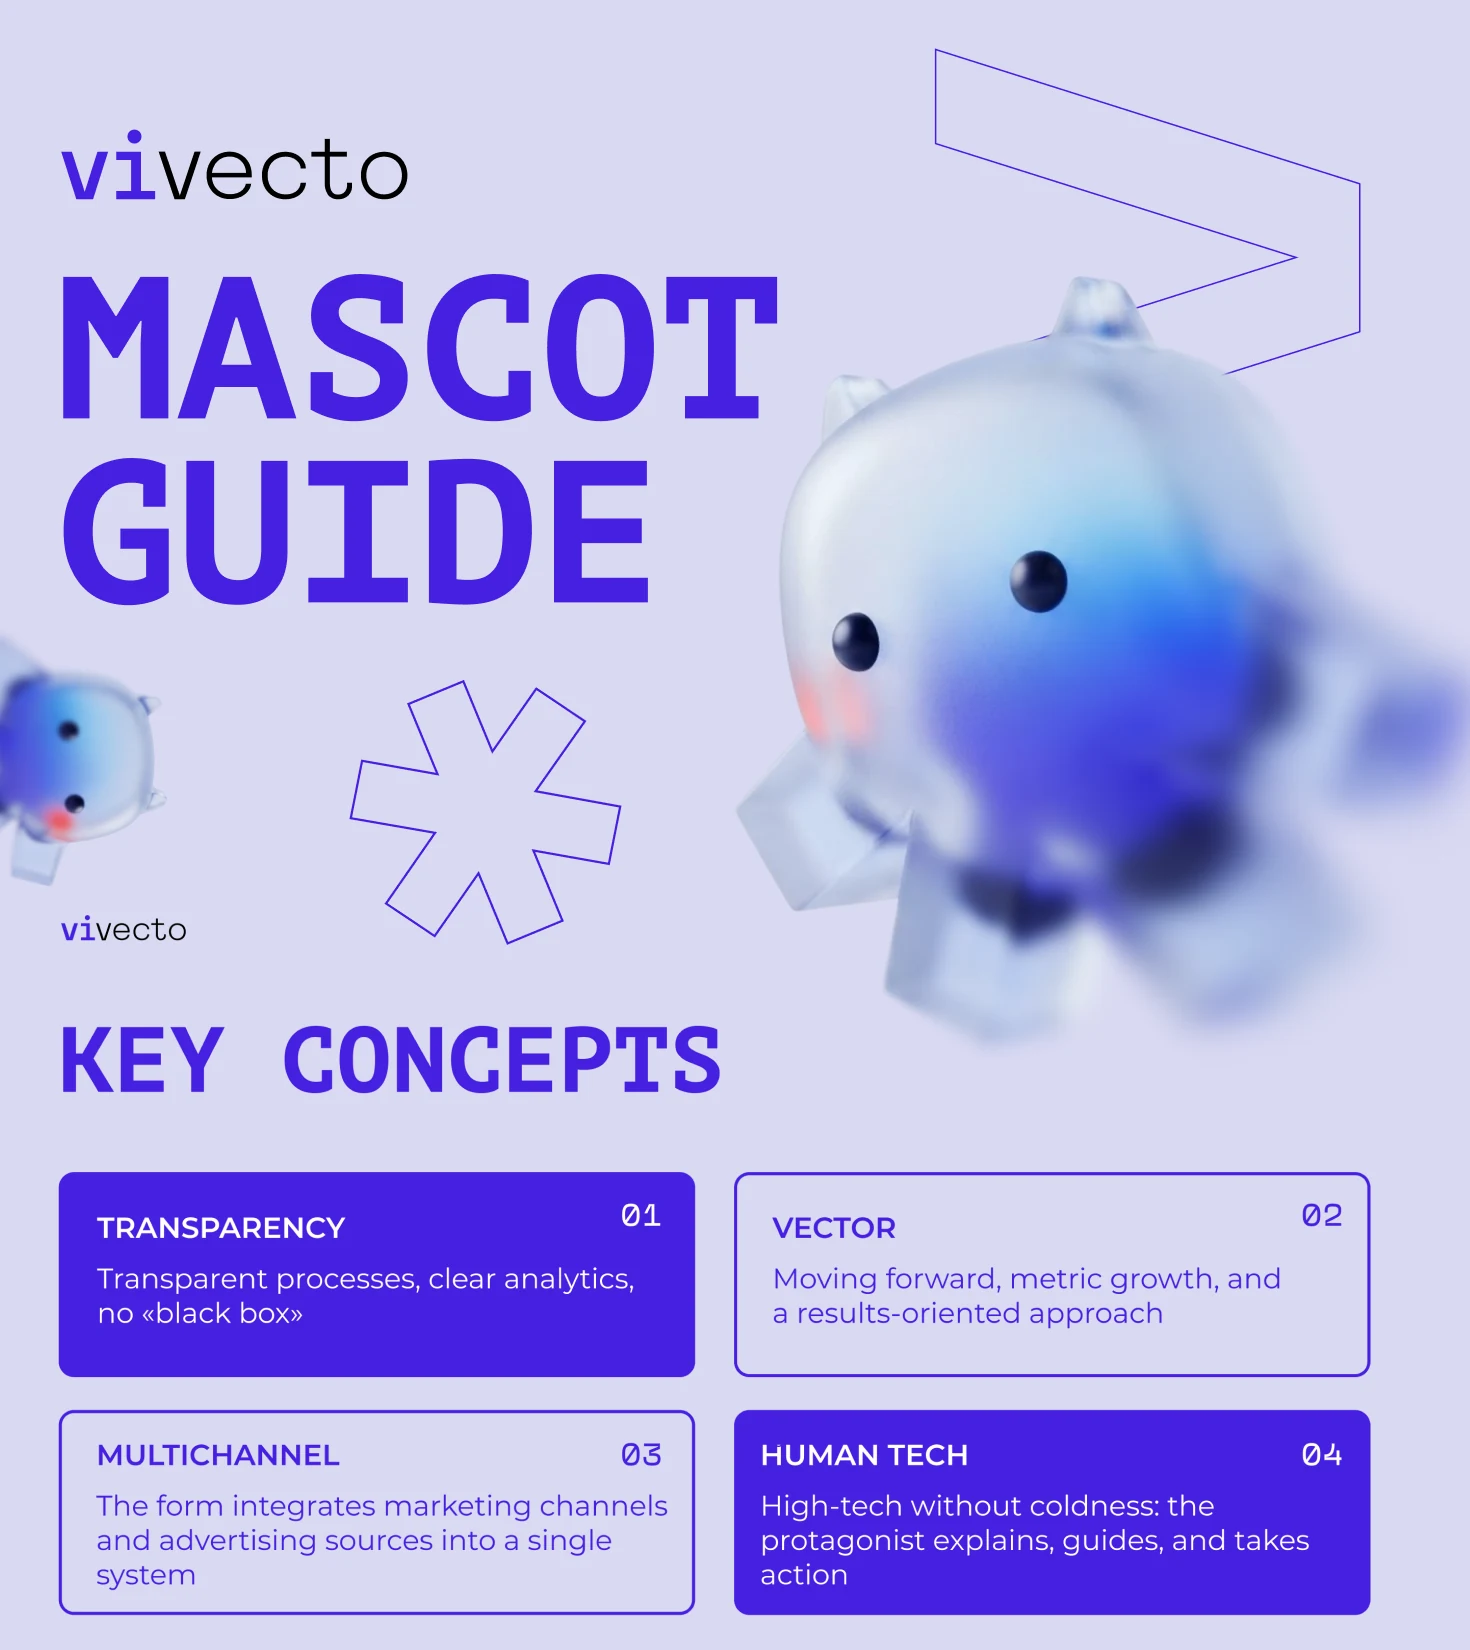 vivecto
MASCOT
GUIDE
vivecto
KEY CONCEPTS
TRANSPARENCY
01
Transparent processes, clear analytics,
no «black box»
VECTOR
02
Moving forward, metric growth, and
a results-oriented approach
MULTICHANNEL
03
The form integrates marketing channels
and advertising sources into a single
system
HUMAN TECH
04
High-tech without coldness: the
protagonist explains, guides, and takes
action